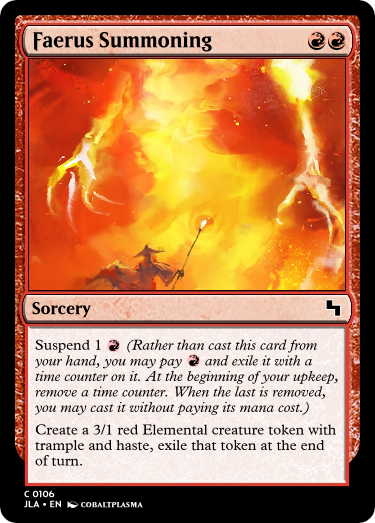 Faerus Summoning
Sorcery
Suspend 1 (Rather than cast this card from
your hand, you may pay and exile it with a
time counter on it. At the beginning of your upkeep,
remove a time counter. When the last is removed,
you may cast it without paying its mana cost.)
Create a 3/1 red Elemental creature token with
trample and haste, exile that token at the end
of turn.
C 0106
JLA • EN COBALTPLASMA